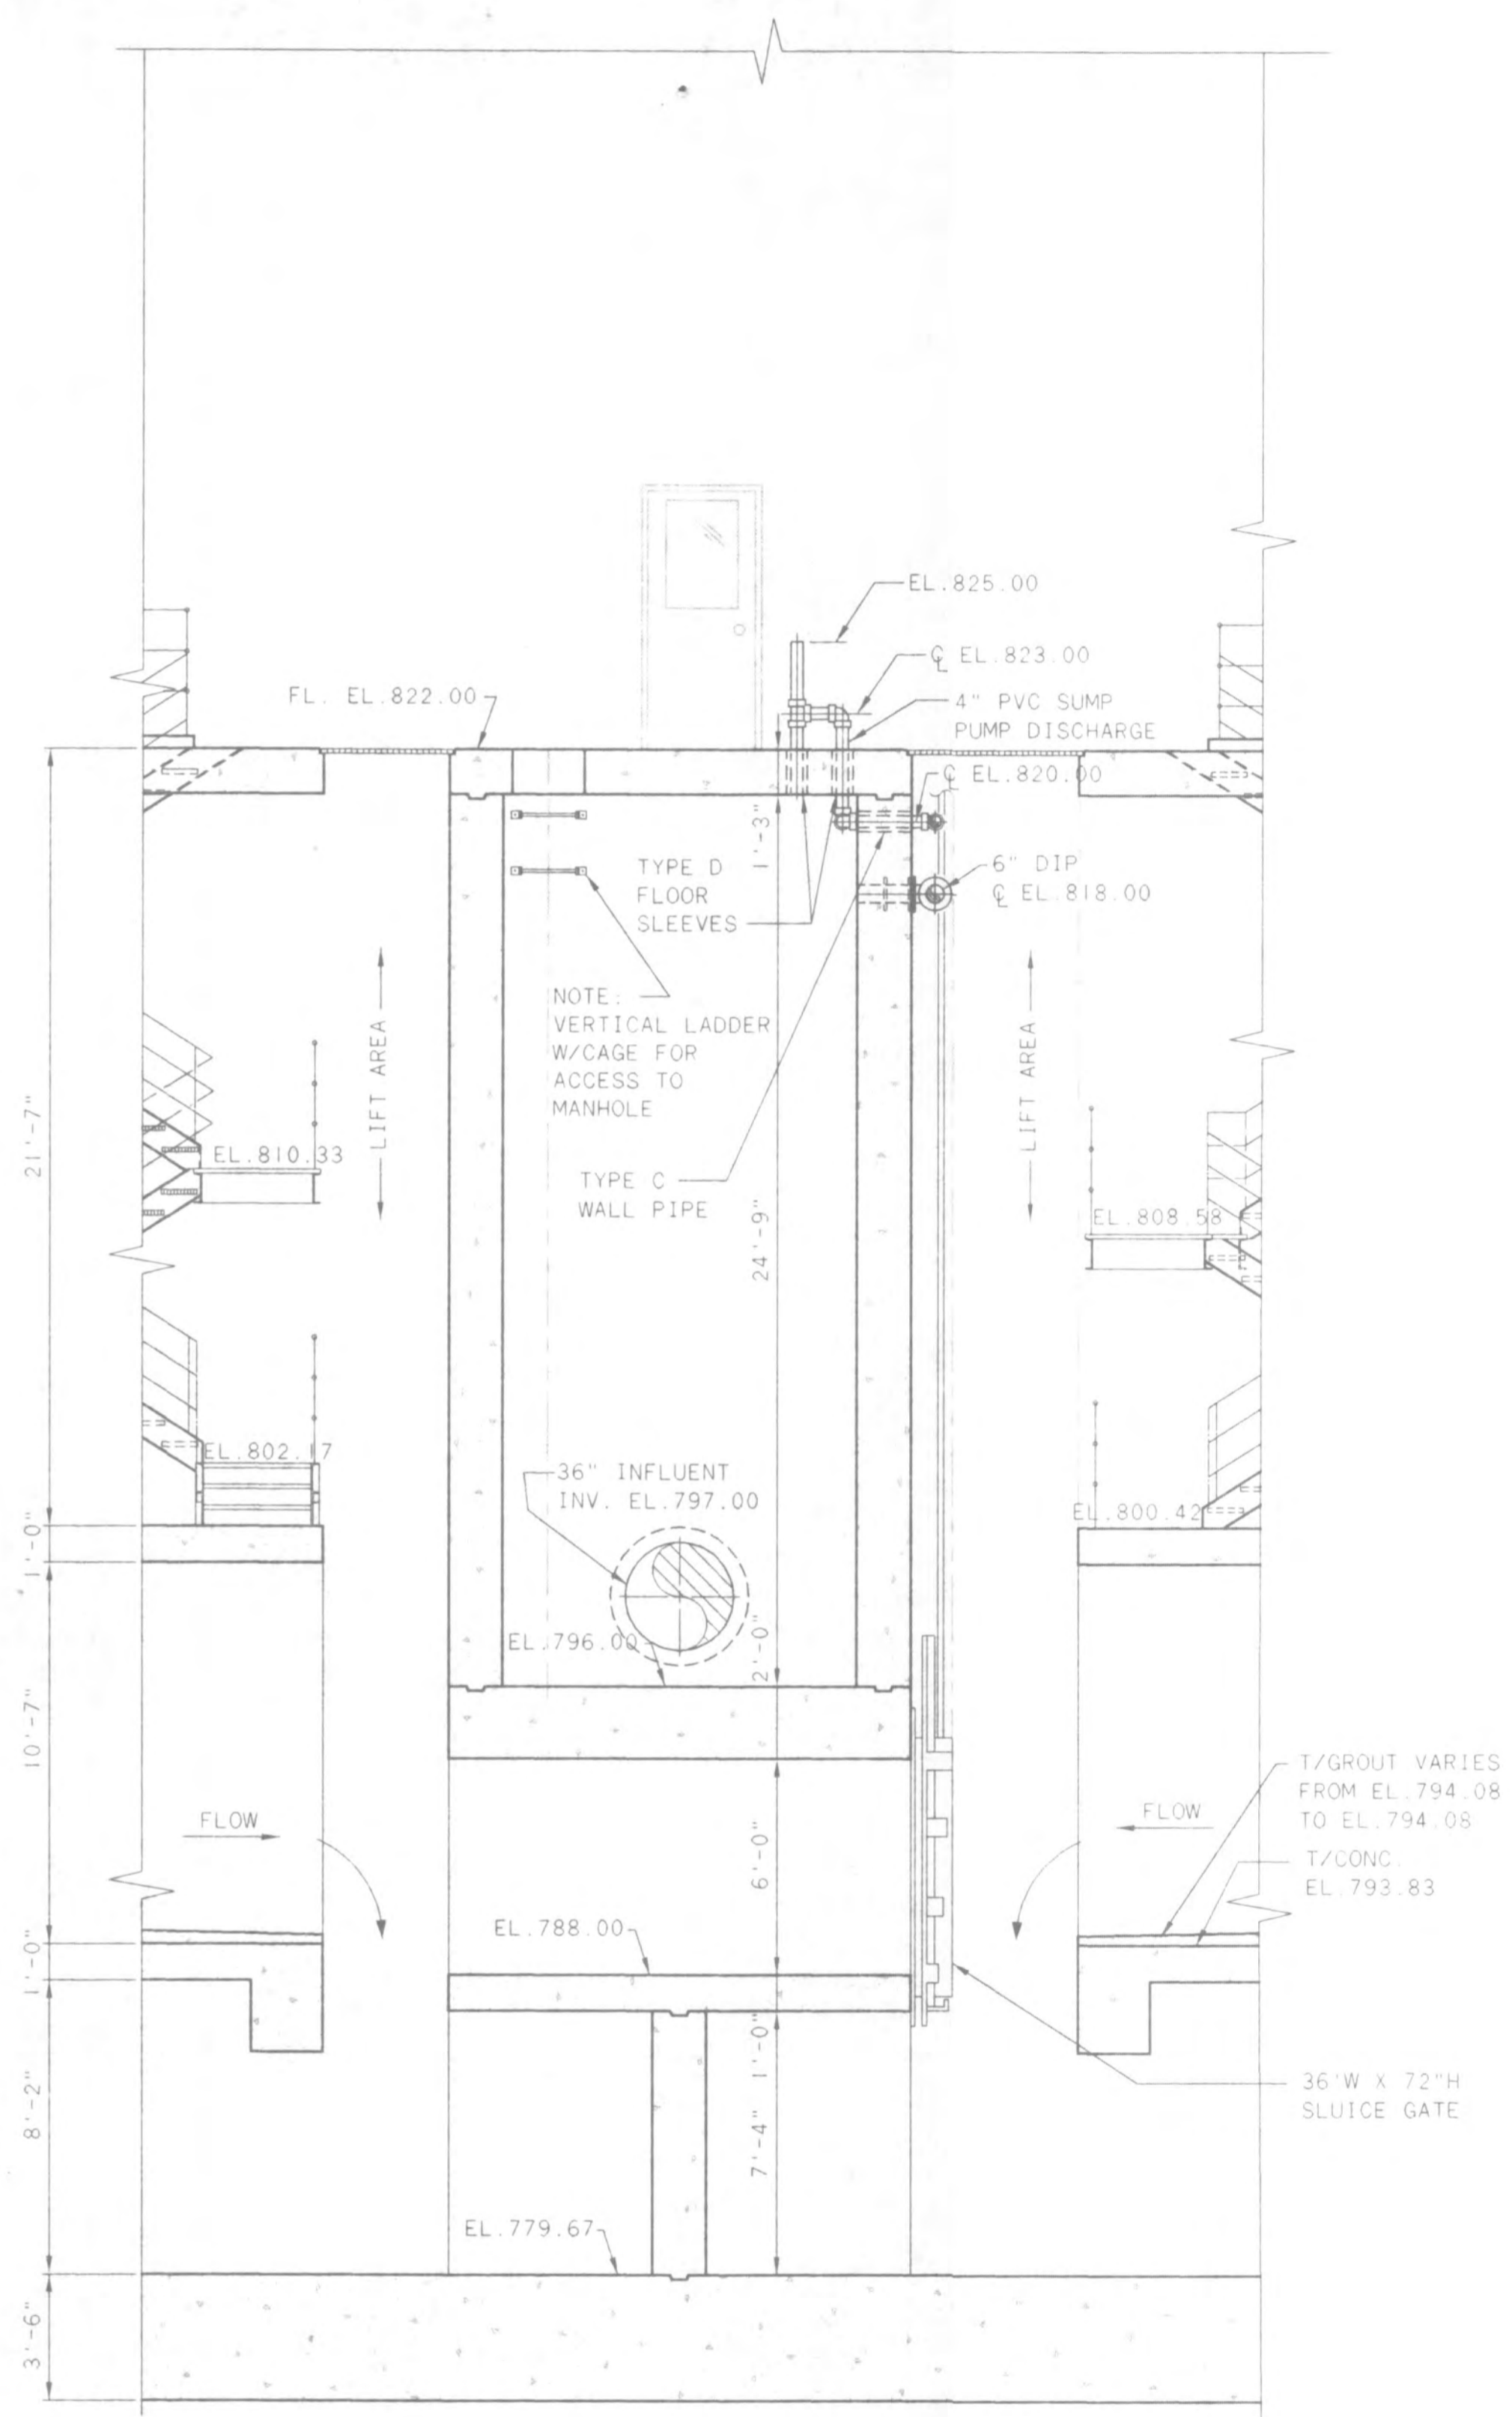 EL.825.00
℄ EL.823.00
FL. EL.822.00
4" PVC SUMP
PUMP DISCHARGE
℄ EL.820.00
1'-3"
TYPE D
FLOOR
SLEEVES
6" DIP
℄ EL.818.00
LIFT AREA
NOTE:
VERTICAL LADDER
W/CAGE FOR
ACCESS TO
MANHOLE
LIFT AREA
21'-7"
EL.810.33
TYPE C
WALL PIPE
24'-9"
EL.808.58
EL.802.17
36" INFLUENT
INV. EL.797.00
EL.800.42
1'-0"
EL.796.00
2'-0"
10'-7"
T/GROUT VARIES
FROM EL.794.08
TO EL.794.08
FLOW
FLOW
6'-0"
T/CONC.
EL.793.83
EL.788.00
1'-0"
1'-0"
8'-2"
36'W X 72"H
SLUICE GATE
7'-4"
EL.779.67
3'-6"